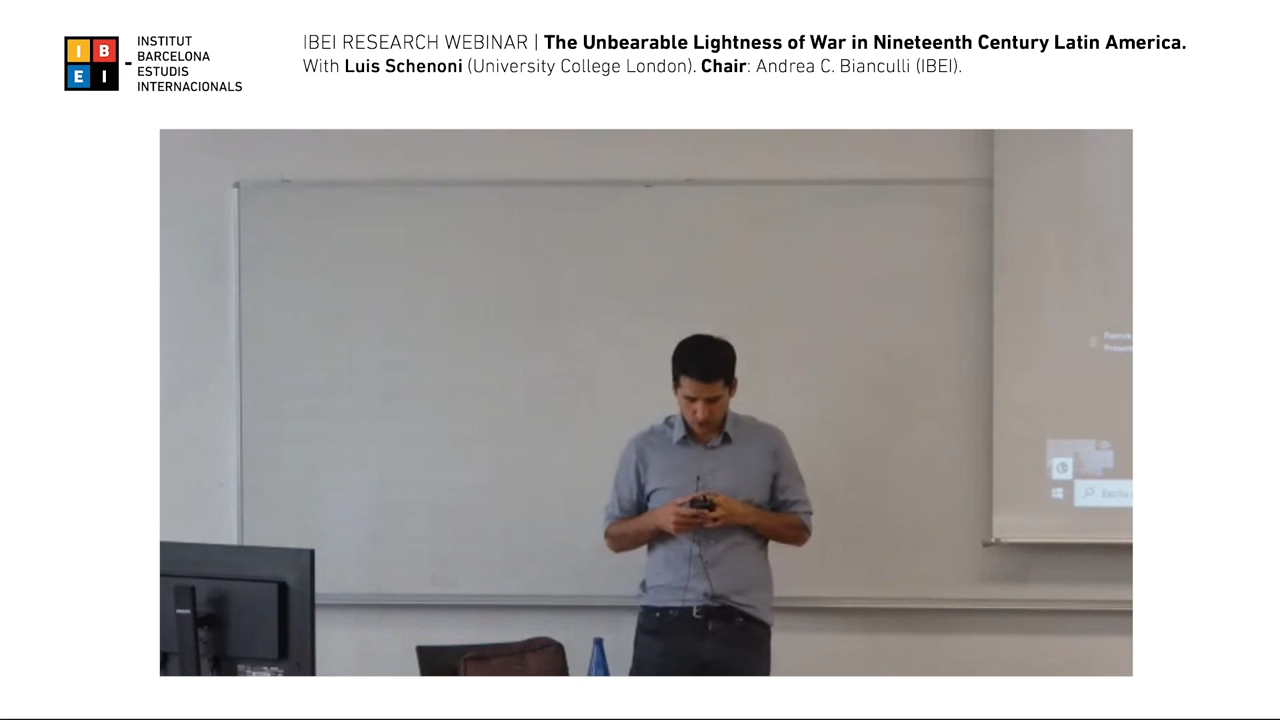 I B
E I
INSTITUT
BARCELONA
ESTUDIS
INTERNACIONALS
IBEI RESEARCH WEBINAR | The Unbearable Lightness of War in Nineteenth Century Latin America.
With Luis Schenoni (University College London). Chair: Andrea C. Bianculli (IBEI).
PHILIPS